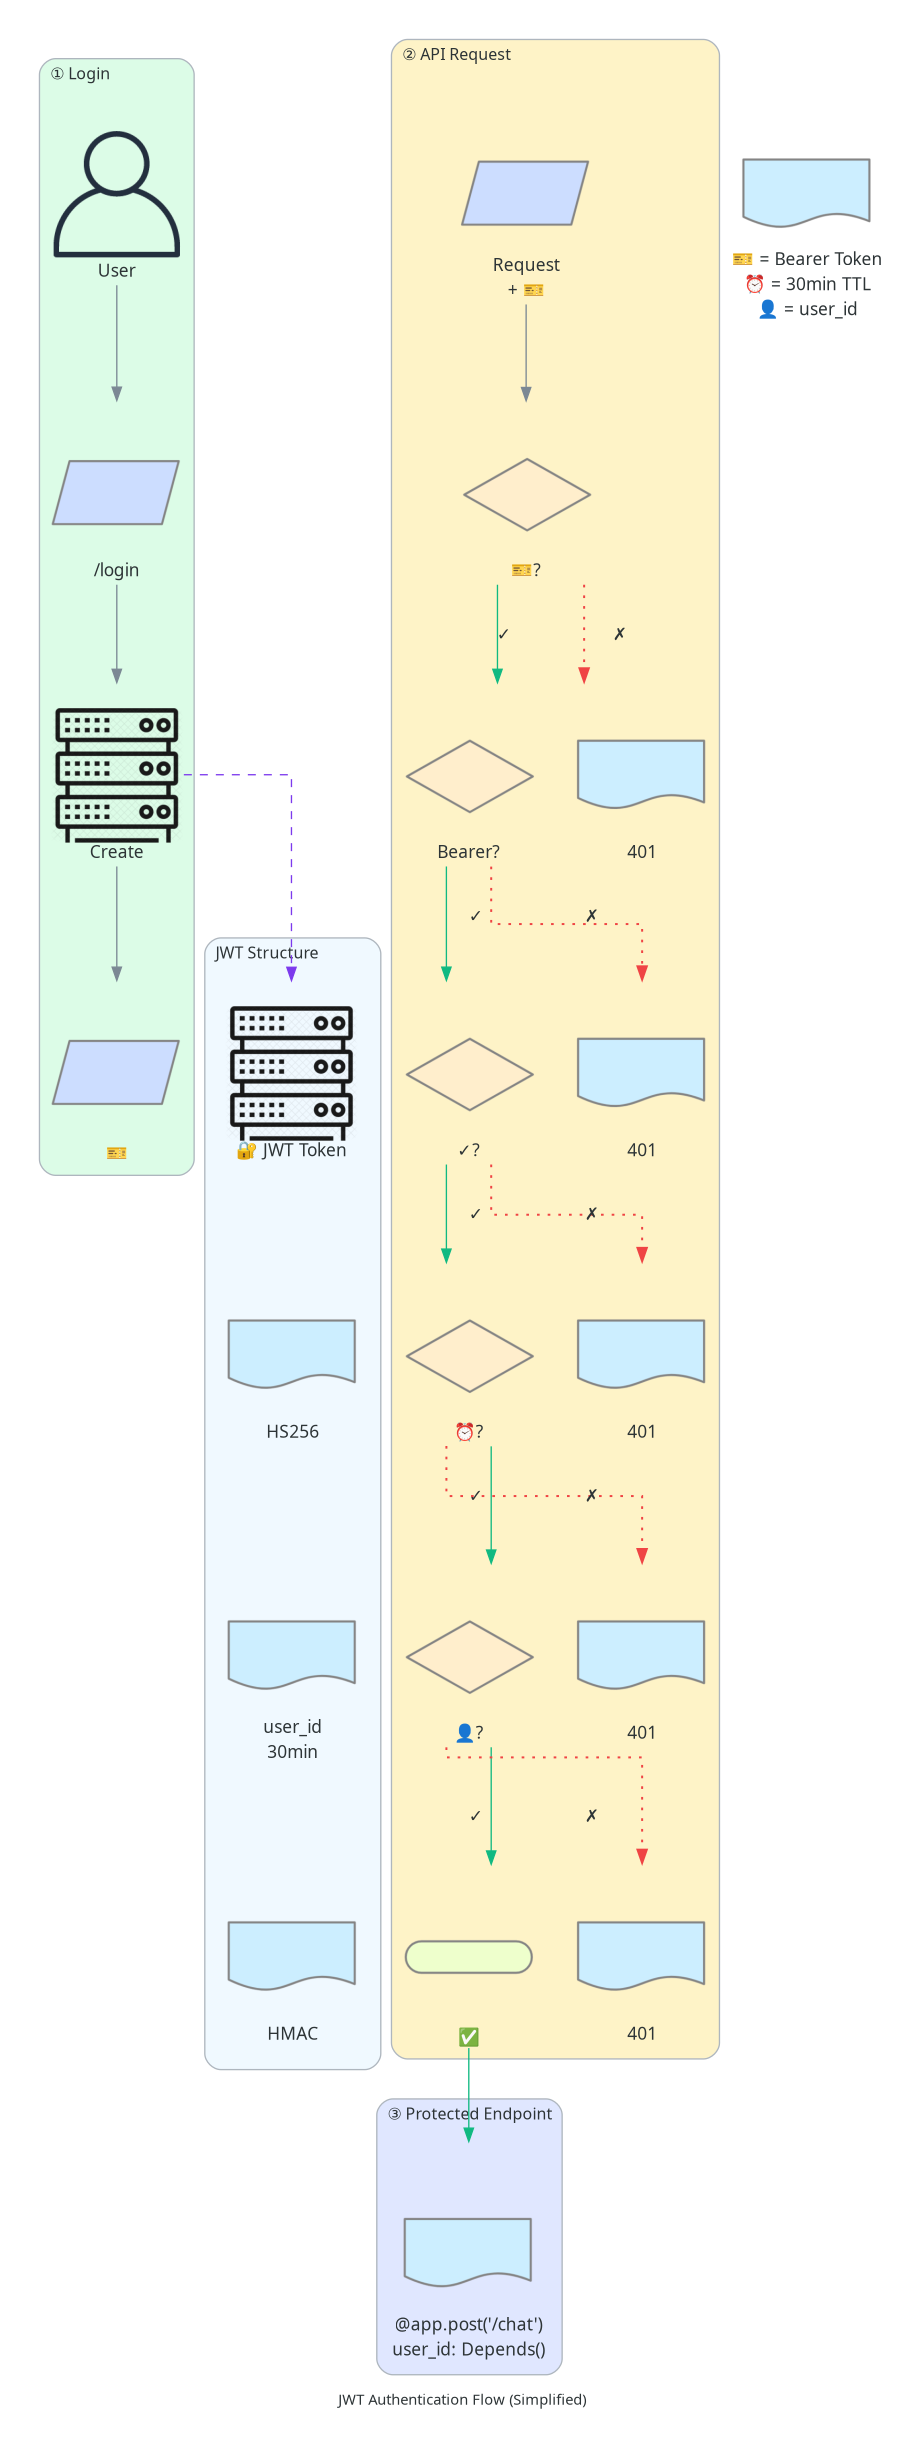 ① Login
User
/login
Create
🎫
JWT Structure
🔐 JWT Token
HS256
user_id
30min
HMAC
② API Request
Request
+ 🎫
🎫?
✓
✗
Bearer?
401
✓
✗
✓?
401
✓
✗
⏰?
401
✓
✗
👤?
401
✓
✗
✅
401
③ Protected Endpoint
@app.post('/chat')
user_id: Depends()
🎫 = Bearer Token
⏰ = 30min TTL
👤 = user_id
JWT Authentication Flow (Simplified)